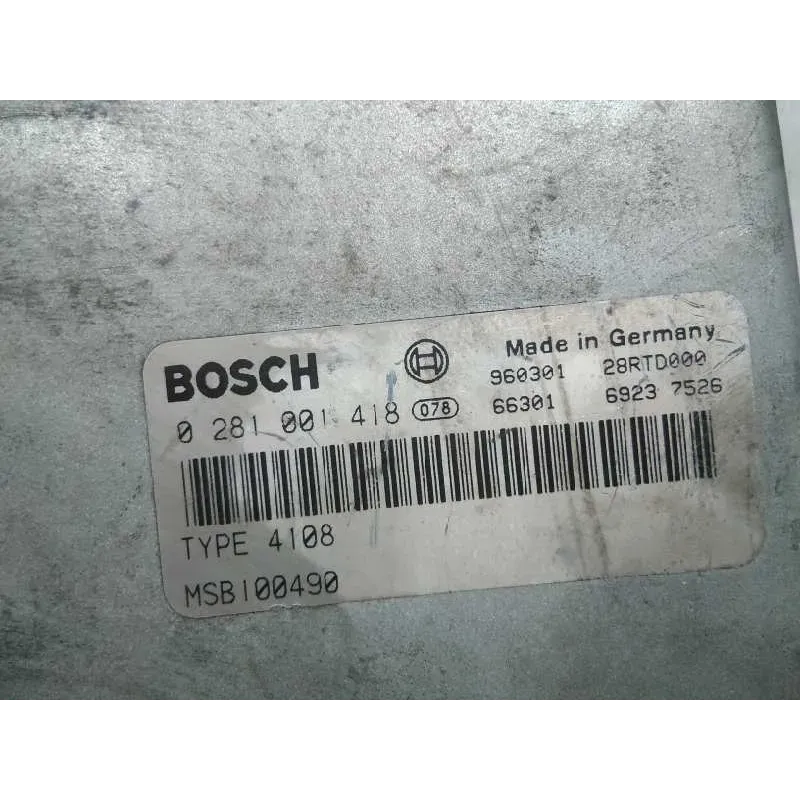 BOSCH Made in Germany
960301 28RTD000
0 281 001 418 078 66301 6923 7526
TYPE 4108
MSB100490